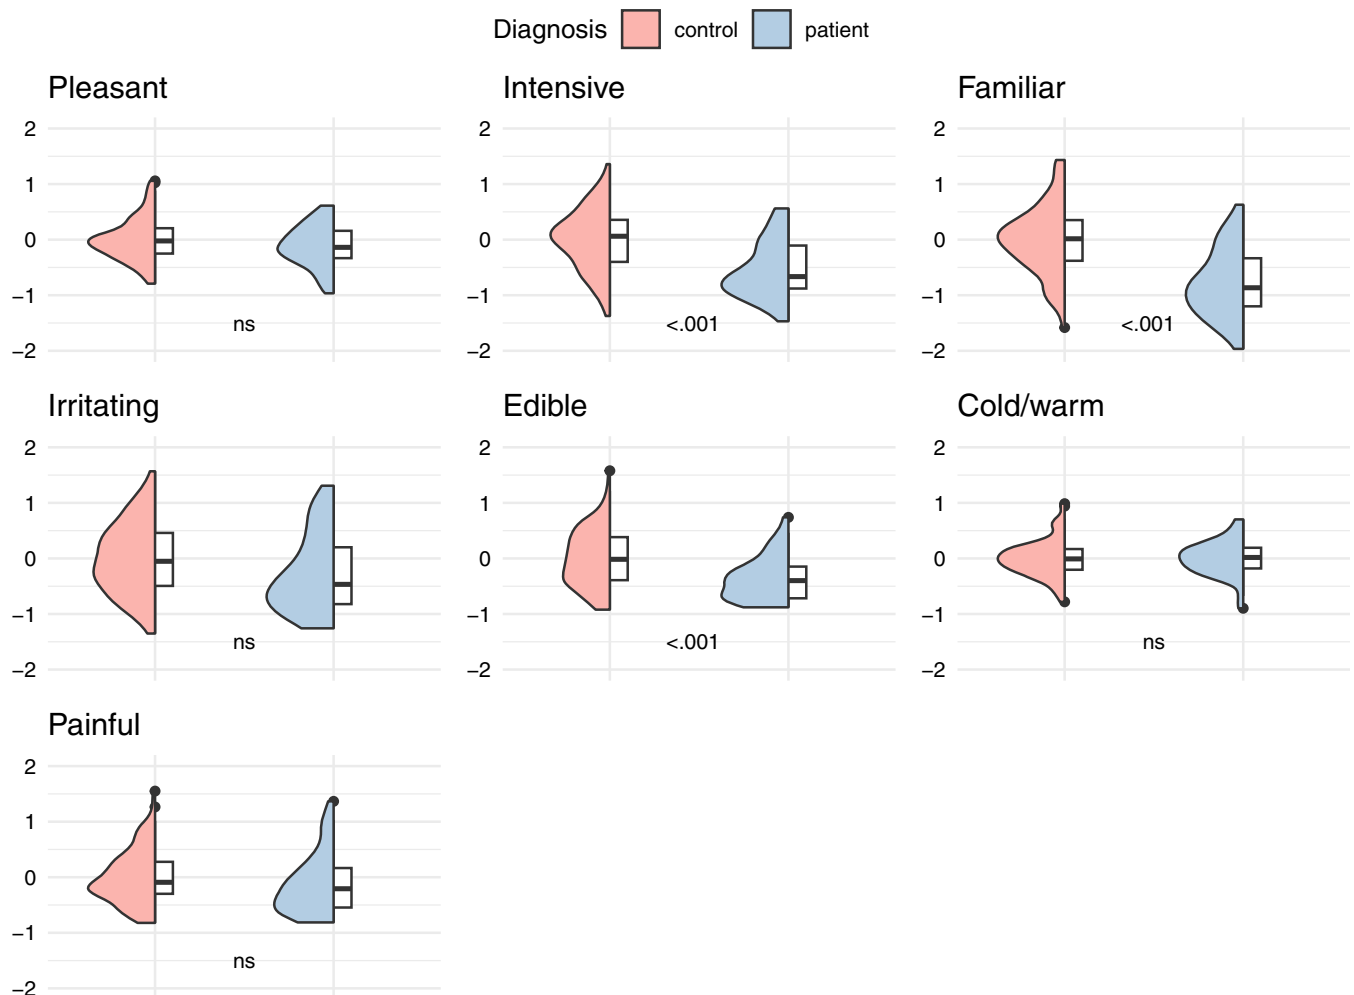 Diagnosis control patient
Pleasant Intensive Familiar
2 2 2
1 1 1
0 0 0
−1 −1 −1
ns <.001 <.001
−2 −2 −2
Irritating Edible Cold/warm
2 2 2
1 1 1
0 0 0
−1 −1 −1
ns <.001 ns
−2 −2 −2
Painful
2
1
0
−1
ns
−2